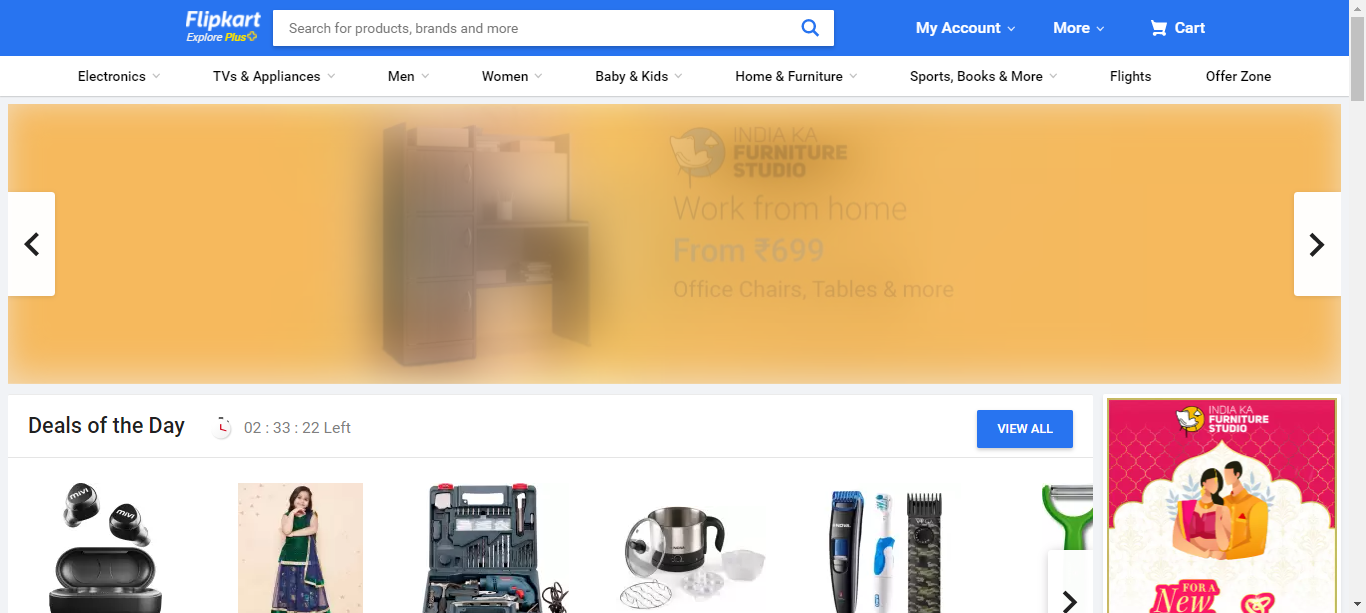 Flipkart
Explore Plus
Search for products, brands and more
My Account
More
Cart
Electronics
TVs & Appliances
Men
Women
Baby & Kids
Home & Furniture
Sports, Books & More
Flights
Offer Zone
INDIA KA
FURNITURE
STUDIO
Work from home
From ₹699
Office Chairs, Tables & more
Deals of the Day
02 : 33 : 22 Left
VIEW ALL
INDIA KA
FURNITURE
STUDIO
mivi
mivi
NOVA
FOR A
New